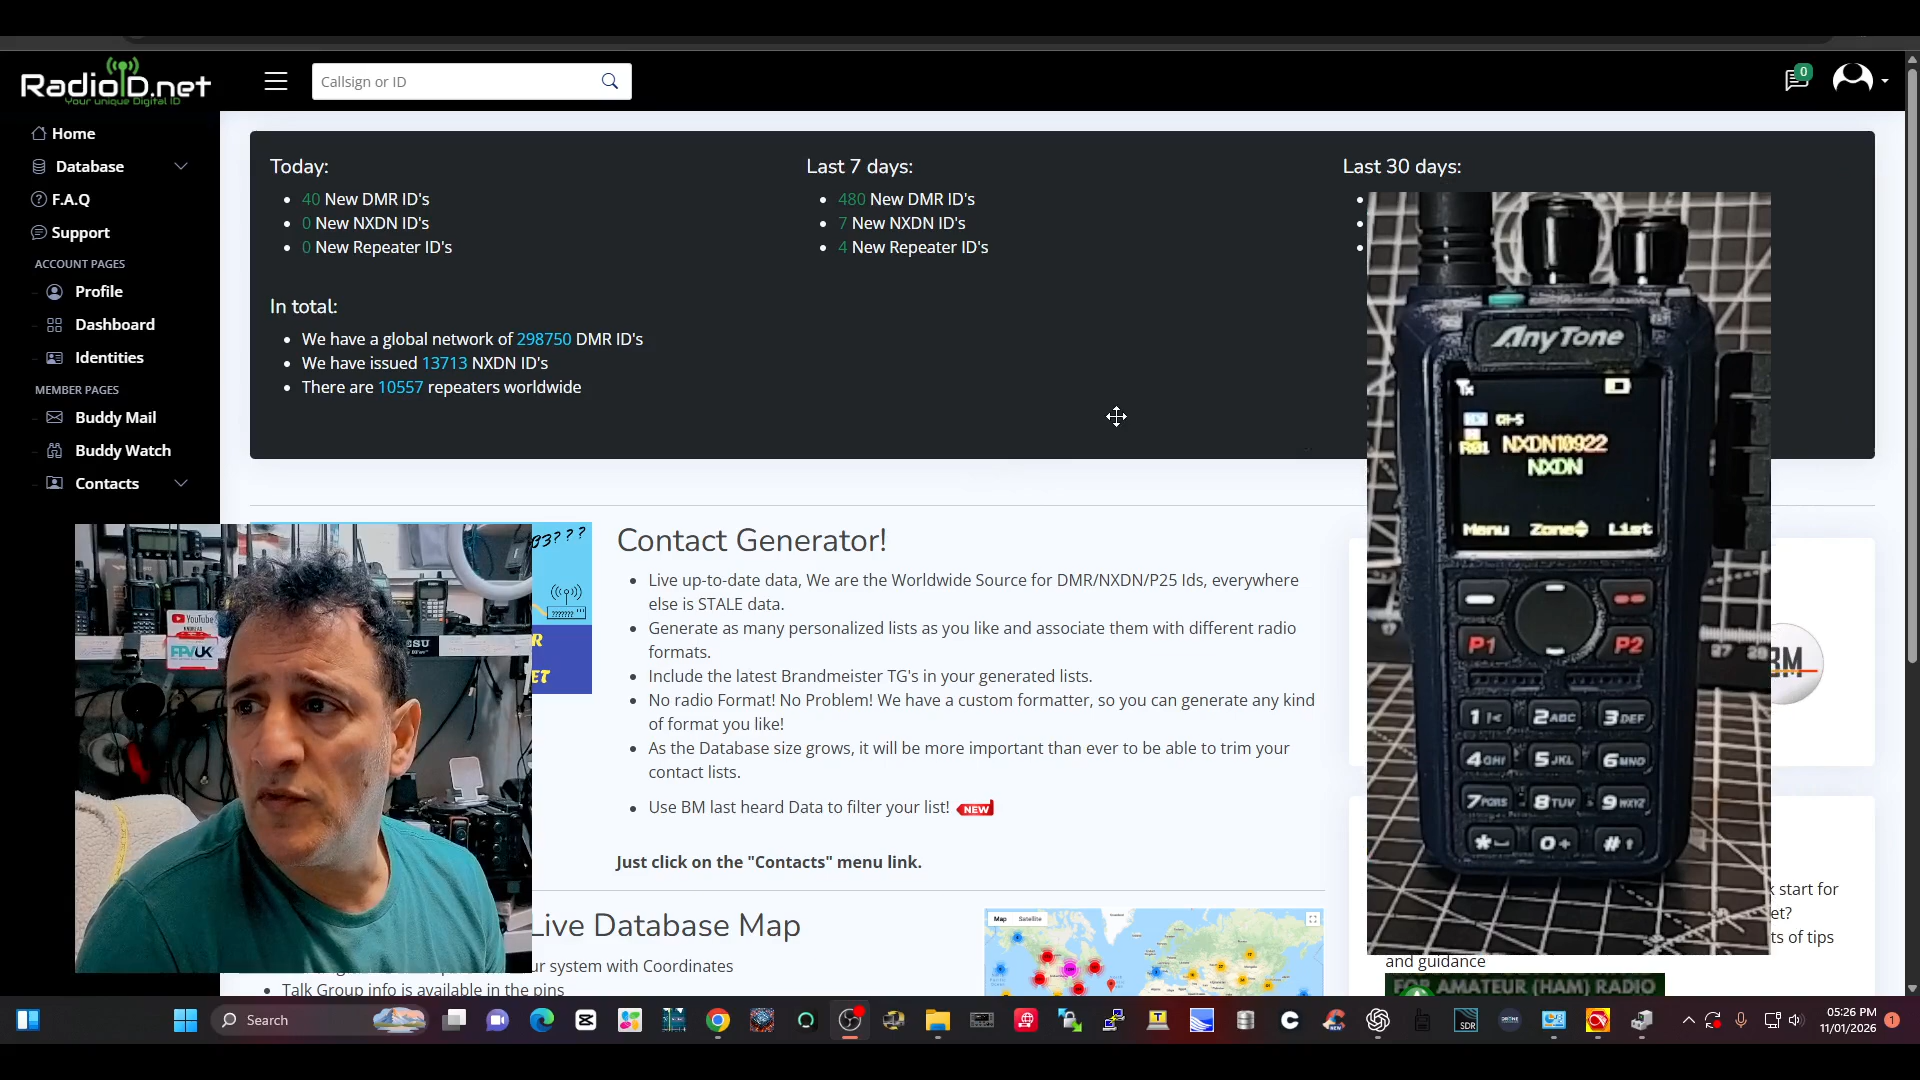 RadioID.net
Your unique Digital ID
Callsign or ID
0
Home
Database
F.A.Q
Support
ACCOUNT PAGES
Profile
Dashboard
Identities
MEMBER PAGES
Buddy Mail
Buddy Watch
Contacts
Today:
40 New DMR ID's
0 New NXDN ID's
0 New Repeater ID's
Last 7 days:
480 New DMR ID's
7 New NXDN ID's
4 New Repeater ID's
Last 30 days:
In total:
We have a global network of 298750 DMR ID's
We have issued 13713 NXDN ID's
There are 10557 repeaters worldwide
Contact Generator!
Live up-to-date data, We are the Worldwide Source for DMR/NXDN/P25 Ids, everywhere
else is STALE data.
Generate as many personalized lists as you like and associate them with different radio
formats.
Include the latest Brandmeister TG's in your generated lists.
No radio Format! No Problem! We have a custom formatter, so you can generate any kind
of format you like!
As the Database size grows, it will be more important than ever to be able to trim your
contact lists.
Use BM last heard Data to filter your list! NEW
Just click on the "Contacts" menu link.
Live Database Map
ur system with Coordinates
Talk Group info is available in the pins
Map Satellite
???
???????
R
ET
YouTube
FPVUK
ESU
AnyTone
Tx
CH-5
R01 NXDN10922
NXDN
Menu Zone List
P1 P2
1 2ABC 3DEF
4GHI 5JKL 6MNO
7PQRS 8TUV 9WXYZ
* 0+ #
BM
k start for
et?
ts of tips
and guidance
FOR AMATEUR (HAM) RADIO
Search
SDR
05:26 PM
11/01/2026
1